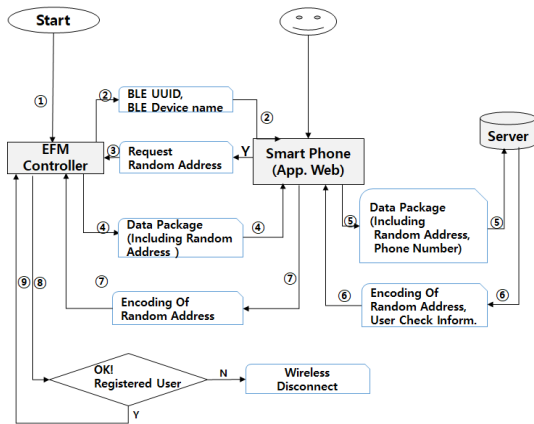 Start
①
②
BLE UUID,
BLE Device name
②
Server
EFM
Controller
③
Request
Random Address
Y
Smart Phone
(App. Web)
④
Data Package
(Including Random
Address )
④
⑤
Data Package
(Including
Random Address,
Phone Number)
⑤
⑨
⑧
⑦
Encoding Of
Random Address
⑦
⑥
Encoding Of
Random Address,
User Check Inform.
⑥
OK!
Registered User
N
Wireless
Disconnect
Y